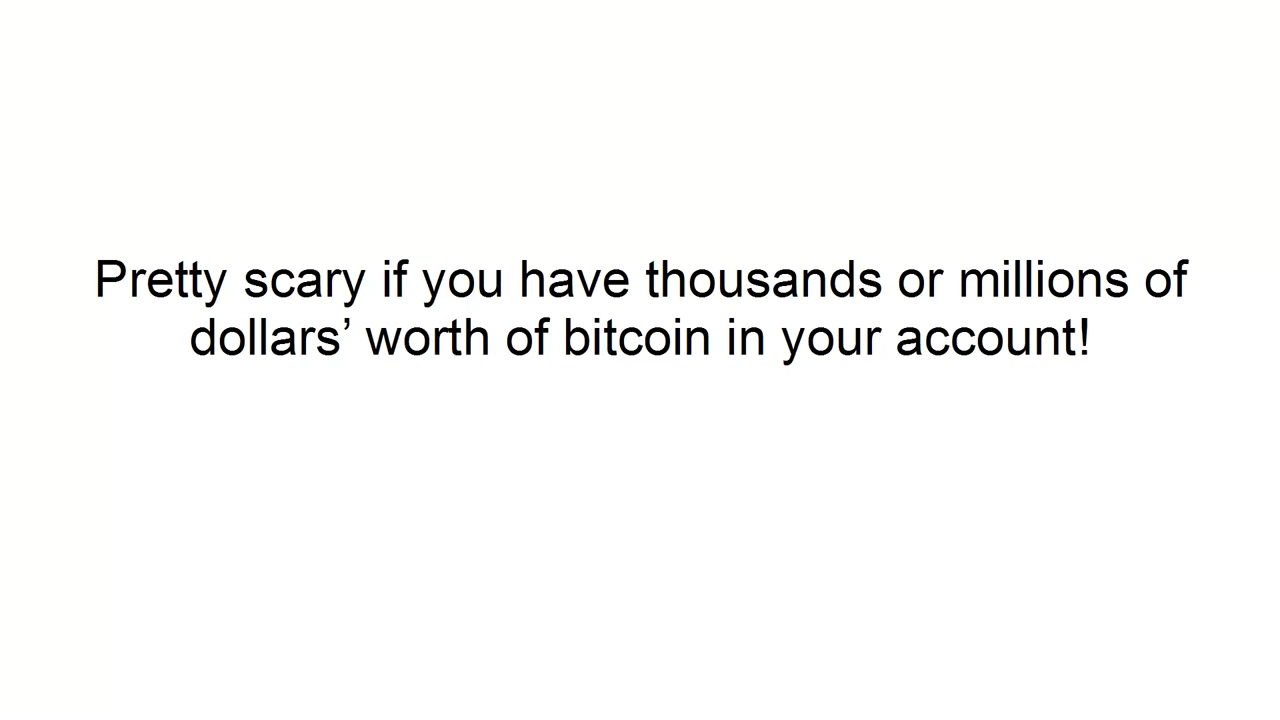 Pretty scary if you have thousands or millions of
dollars’ worth of bitcoin in your account!